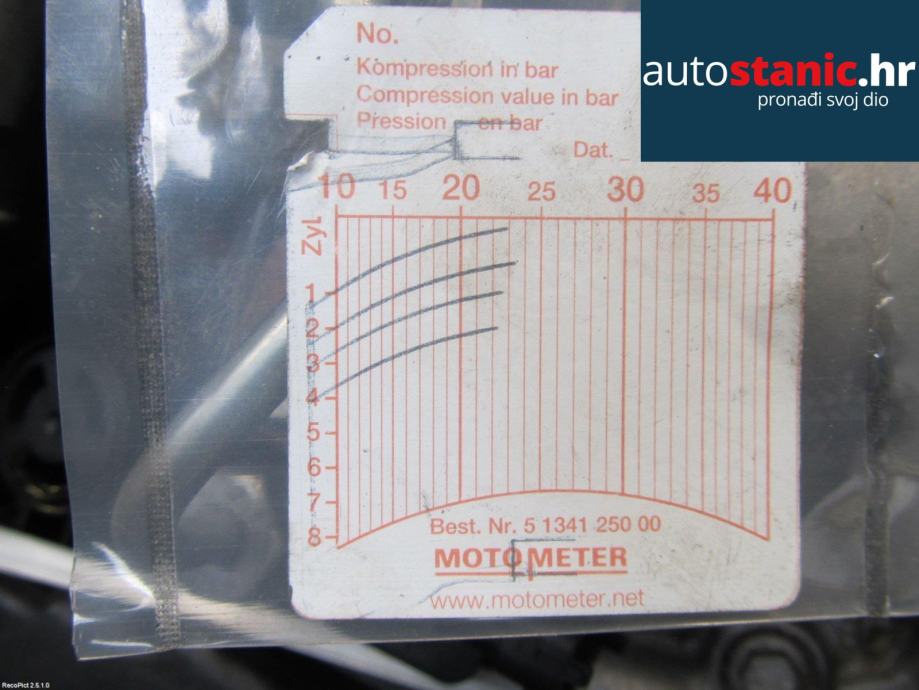 No.
Kompression in bar
Compression value in bar
Pression en bar
Dat.
autostanic.hr
pronađi svoj dio
10 15 20 25 30 35 40
Zyl.
1
2
3
4
5
6
7
8
Best. Nr. 5 1341 250 00
MOTOMETER
www.motometer.net
RecoPict 2.5.1.0